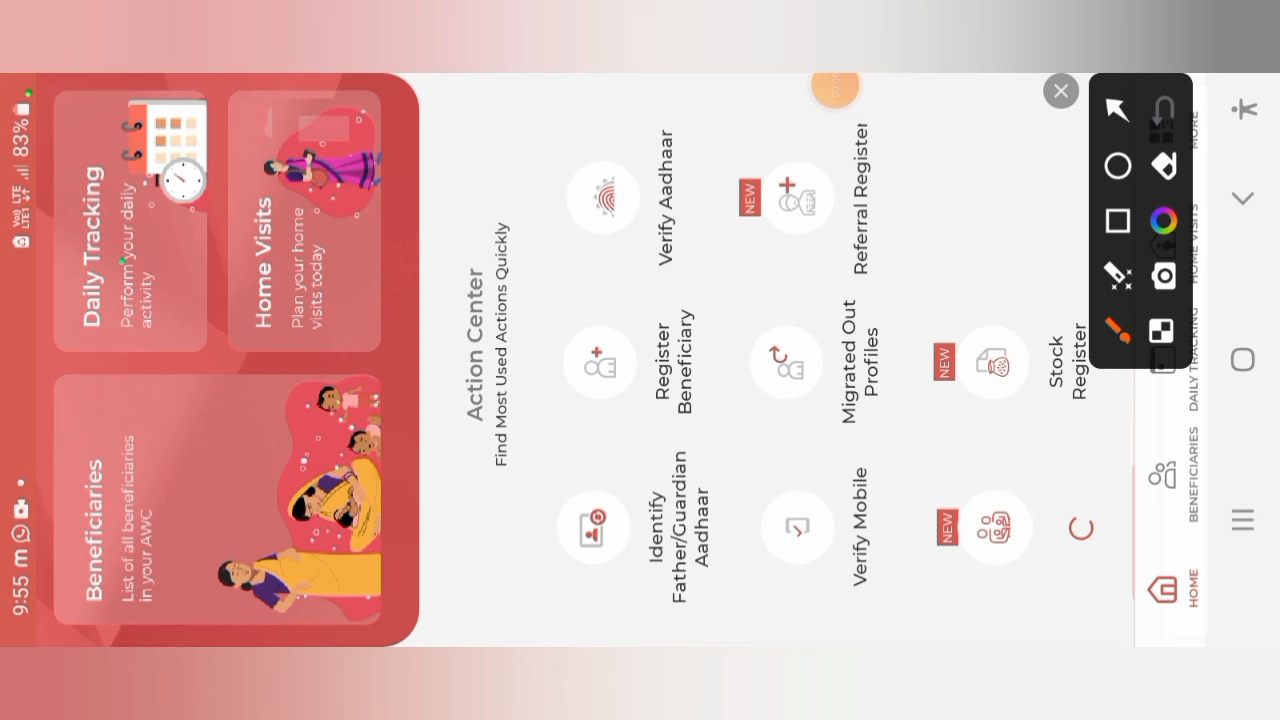 9:55 m
Vo)) LTE
LTE1
83%
Beneficiaries
List of all beneficiaries
in your AWC
Daily Tracking
Perform your daily
activity
Home Visits
Plan your home
visits today
Action Center
Find Most Used Actions Quickly
Identify
Father/Guardian
Aadhaar
Register
Beneficiary
Verify Aadhaar
Verify Mobile
Migrated Out
Profiles
NEW
Referral Register
NEW
NEW
Stock
Register
HOME
BENEFICIARIES
DAILY TRACKING
HOME VISITS
MORE